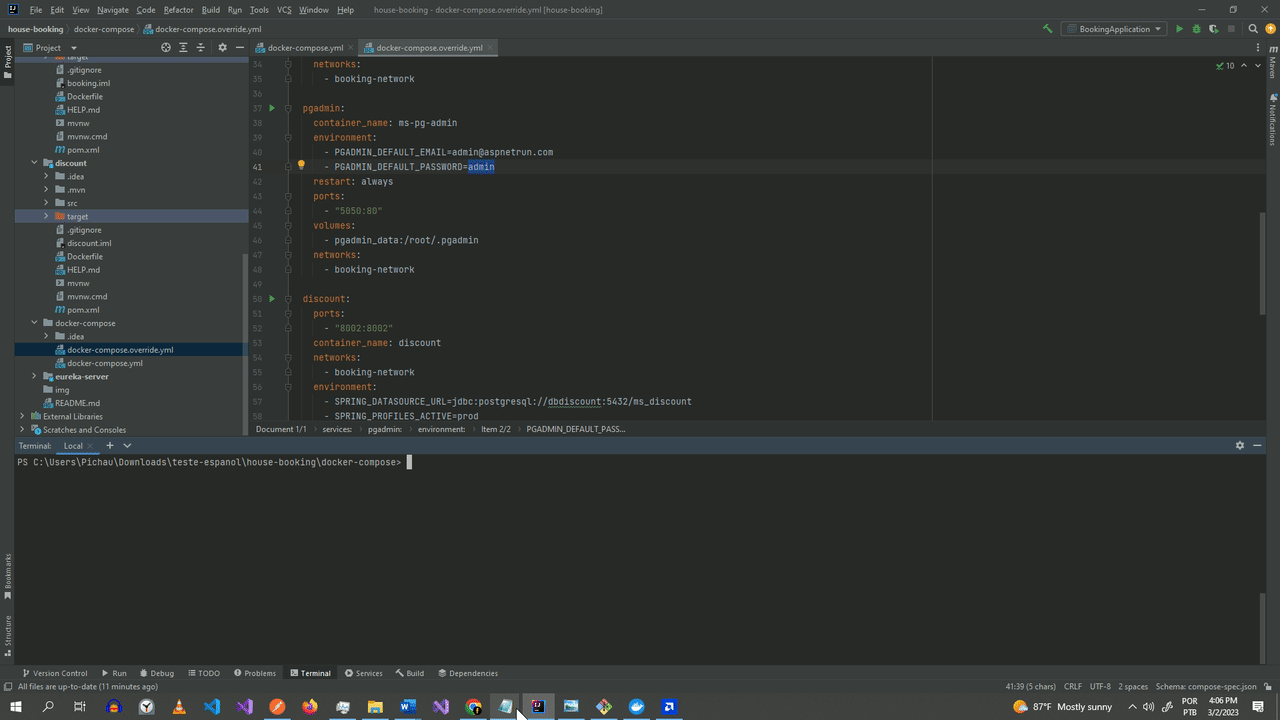 File Edit View Navigate Code Refactor Build Run Tools VCS Window Help house-booking - docker-compose.override.yml [house-booking]
house-booking docker-compose docker-compose.override.yml BookingApplication
Project docker-compose.yml docker-compose.override.yml
Project
Maven
Notifications
Bookmarks
Structure
target
.gitignore
booking.iml
Dockerfile
HELP.md
mvnw
mvnw.cmd
pom.xml
discount
.idea
.mvn
src
target
.gitignore
discount.iml
Dockerfile
HELP.md
mvnw
mvnw.cmd
pom.xml
docker-compose
.idea
docker-compose.override.yml
docker-compose.yml
eureka-server
img
README.md
External Libraries
Scratches and Consoles
10
34 networks:
35 - booking-network
36
37 pgadmin:
38 container_name: ms-pg-admin
39 environment:
40 - PGADMIN_DEFAULT_EMAIL=admin@aspnetrun.com
41 - PGADMIN_DEFAULT_PASSWORD=admin
42 restart: always
43 ports:
44 - "5050:80"
45 volumes:
46 - pgadmin_data:/root/.pgadmin
47 networks:
48 - booking-network
49
50 discount:
51 ports:
52 - "8002:8002"
53 container_name: discount
54 networks:
55 - booking-network
56 environment:
57 - SPRING_DATASOURCE_URL=jdbc:postgresql://dbdiscount:5432/ms_discount
58 - SPRING_PROFILES_ACTIVE=prod
Document 1/1 services: pgadmin: environment: Item 2/2 PGADMIN_DEFAULT_PASS...
Terminal: Local
PS C:\Users\Pichau\Downloads\teste-espanol\house-booking\docker-compose>
Version Control Run Debug TODO Problems Terminal Services Build Dependencies
All files are up-to-date (11 minutes ago) 41:39 (5 chars) CRLF UTF-8 2 spaces Schema: compose-spec.json
87°F Mostly sunny POR PTB 4:06 PM 3/2/2023